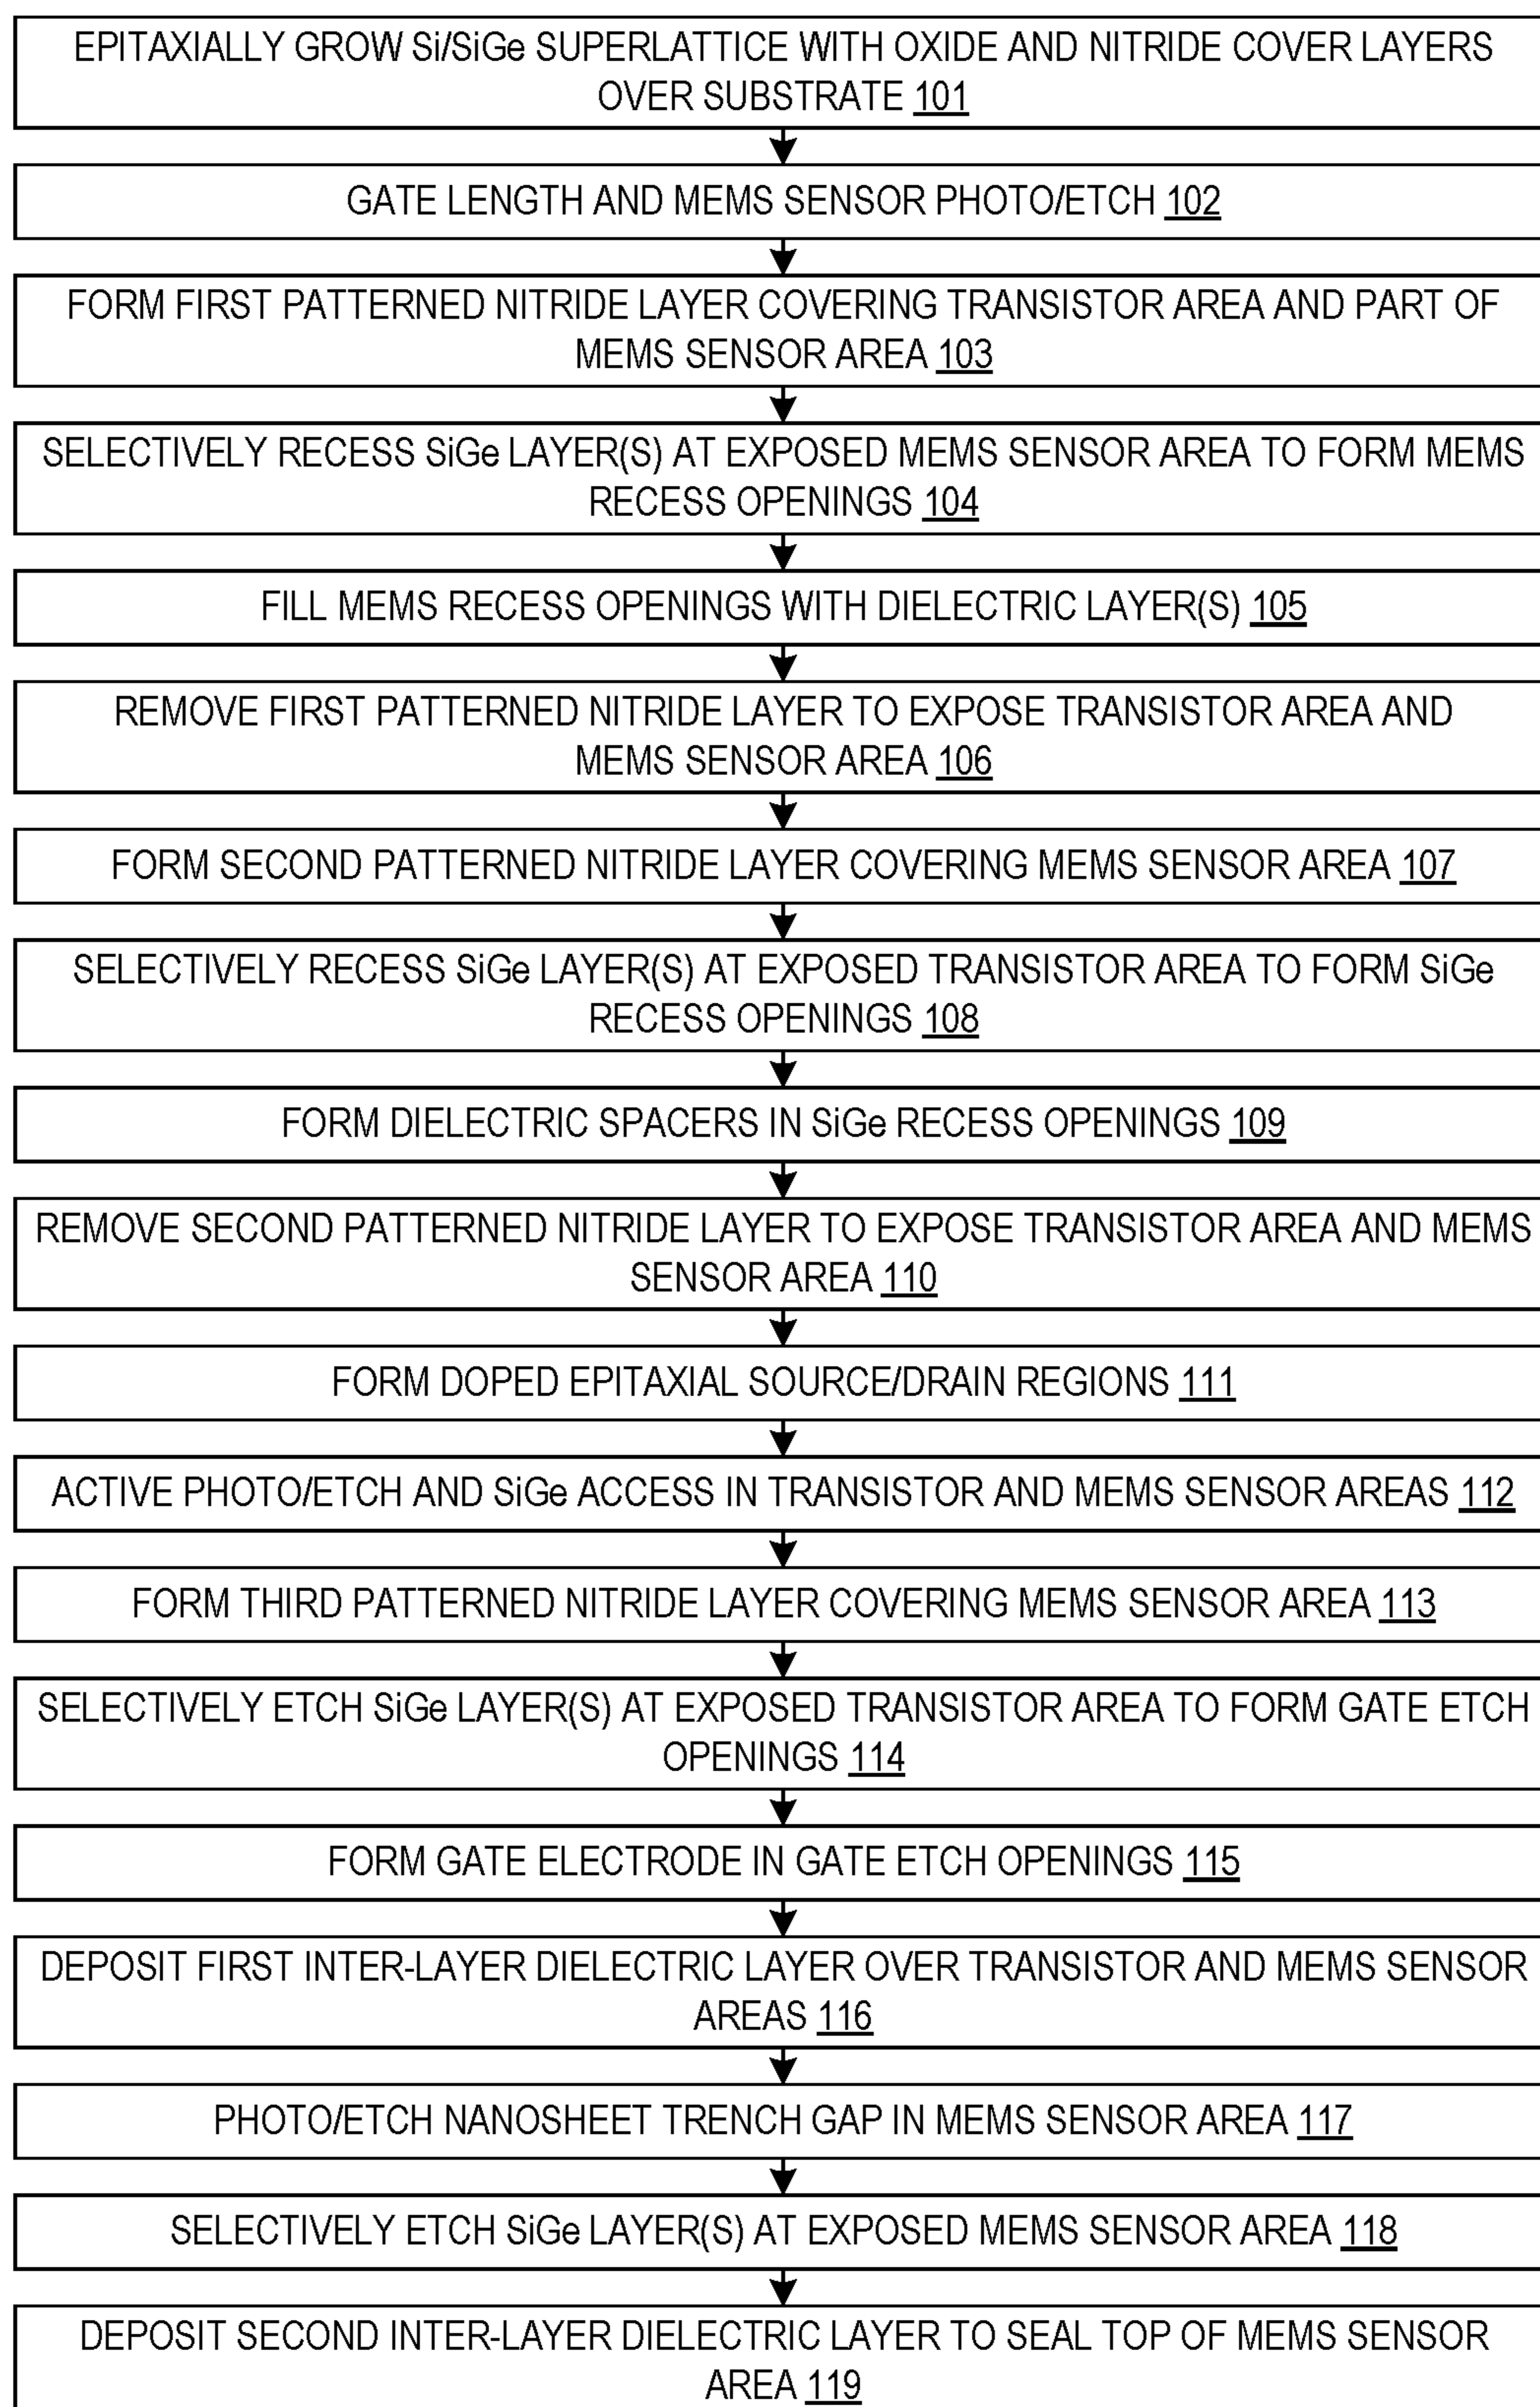 EPITAXIALLY GROW Si/SiGe SUPERLATTICE WITH OXIDE AND NITRIDE COVER LAYERS
OVER SUBSTRATE 101
GATE LENGTH AND MEMS SENSOR PHOTO/ETCH 102
FORM FIRST PATTERNED NITRIDE LAYER COVERING TRANSISTOR AREA AND PART OF
MEMS SENSOR AREA 103
SELECTIVELY RECESS SiGe LAYER(S) AT EXPOSED MEMS SENSOR AREA TO FORM MEMS
RECESS OPENINGS 104
FILL MEMS RECESS OPENINGS WITH DIELECTRIC LAYER(S) 105
REMOVE FIRST PATTERNED NITRIDE LAYER TO EXPOSE TRANSISTOR AREA AND
MEMS SENSOR AREA 106
FORM SECOND PATTERNED NITRIDE LAYER COVERING MEMS SENSOR AREA 107
SELECTIVELY RECESS SiGe LAYER(S) AT EXPOSED TRANSISTOR AREA TO FORM SiGe
RECESS OPENINGS 108
FORM DIELECTRIC SPACERS IN SiGe RECESS OPENINGS 109
REMOVE SECOND PATTERNED NITRIDE LAYER TO EXPOSE TRANSISTOR AREA AND MEMS
SENSOR AREA 110
FORM DOPED EPITAXIAL SOURCE/DRAIN REGIONS 111
ACTIVE PHOTO/ETCH AND SiGe ACCESS IN TRANSISTOR AND MEMS SENSOR AREAS 112
FORM THIRD PATTERNED NITRIDE LAYER COVERING MEMS SENSOR AREA 113
SELECTIVELY ETCH SiGe LAYER(S) AT EXPOSED TRANSISTOR AREA TO FORM GATE ETCH
OPENINGS 114
FORM GATE ELECTRODE IN GATE ETCH OPENINGS 115
DEPOSIT FIRST INTER-LAYER DIELECTRIC LAYER OVER TRANSISTOR AND MEMS SENSOR
AREAS 116
PHOTO/ETCH NANOSHEET TRENCH GAP IN MEMS SENSOR AREA 117
SELECTIVELY ETCH SiGe LAYER(S) AT EXPOSED MEMS SENSOR AREA 118
DEPOSIT SECOND INTER-LAYER DIELECTRIC LAYER TO SEAL TOP OF MEMS SENSOR
AREA 119